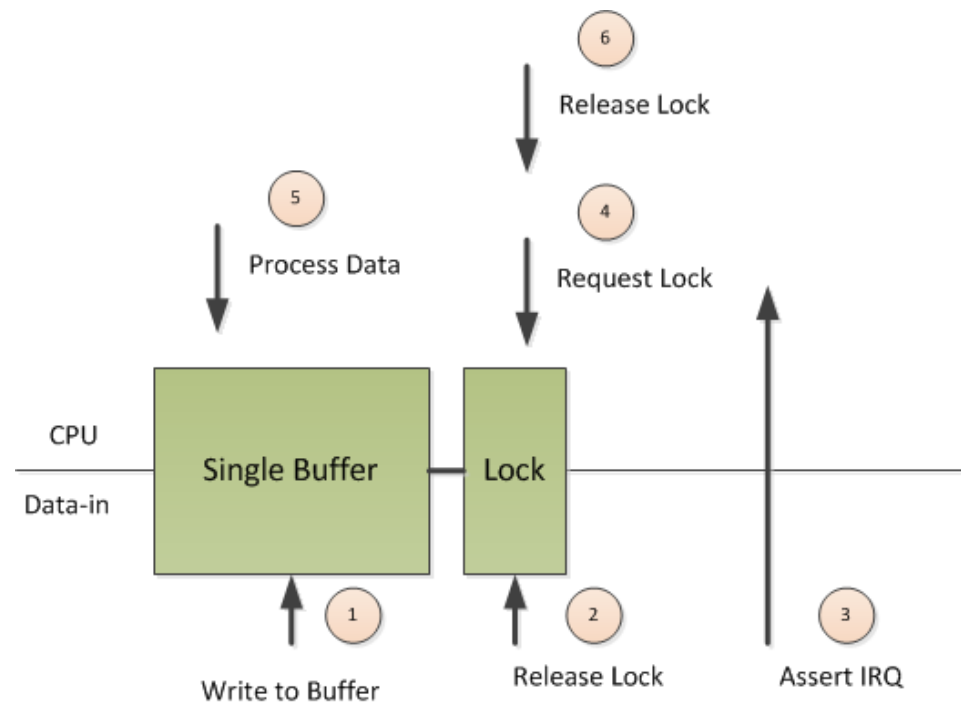 6
Release Lock
5
4
Process Data
Request Lock
CPU
Single Buffer
Lock
Data-in
1
2
3
Write to Buffer
Release Lock
Assert IRQ